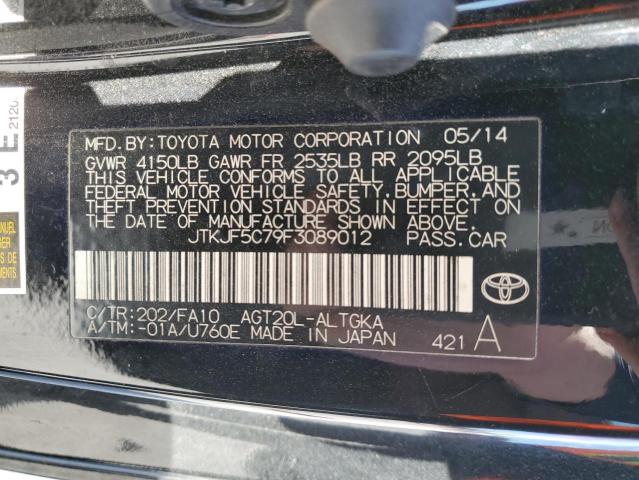 MFD.BY:TOYOTA MOTOR CORPORATION 05/14
GVWR 4150LB GAWR FR 2535LB RR 2095LB
THIS VEHICLE CONFORMS TO ALL APPLICABLE
FEDERAL MOTOR VEHICLE SAFETY, BUMPER, AND
THEFT PREVENTION STANDARDS IN EFFECT ON
THE DATE OF MANUFACTURE SHOWN ABOVE.
JTKJF5C79F3089012 PASS.CAR
C/TR:202/FA10 AGT20L-ALTGKA
A/TM:-01A/U760E MADE IN JAPAN 421 A
3 E 2120